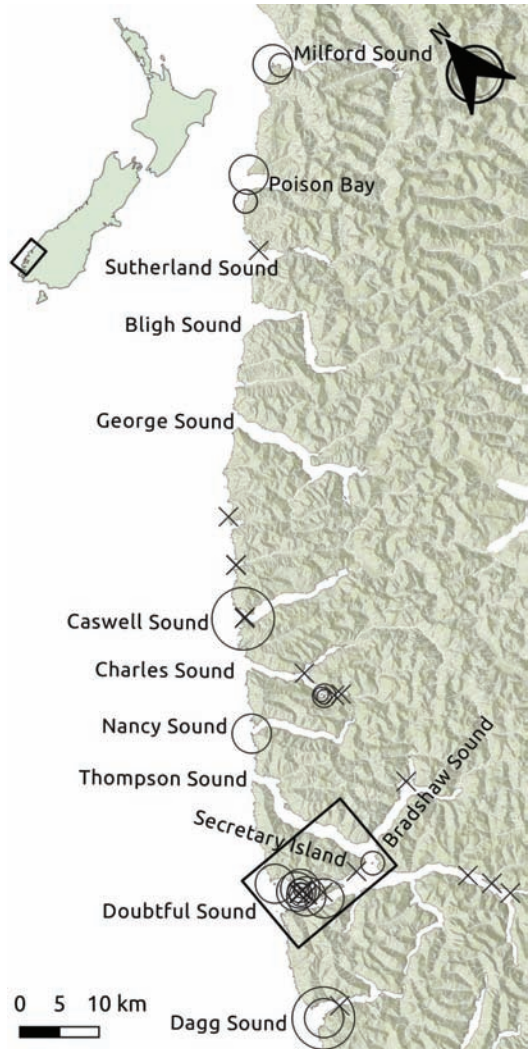 N
Milford Sound
Poison Bay
Sutherland Sound
Bligh Sound
George Sound
Caswell Sound
Charles Sound
Nancy Sound
Thompson Sound
Bradshaw Sound
Secretary Island
Doubtful Sound
0 5 10 km
Dagg Sound